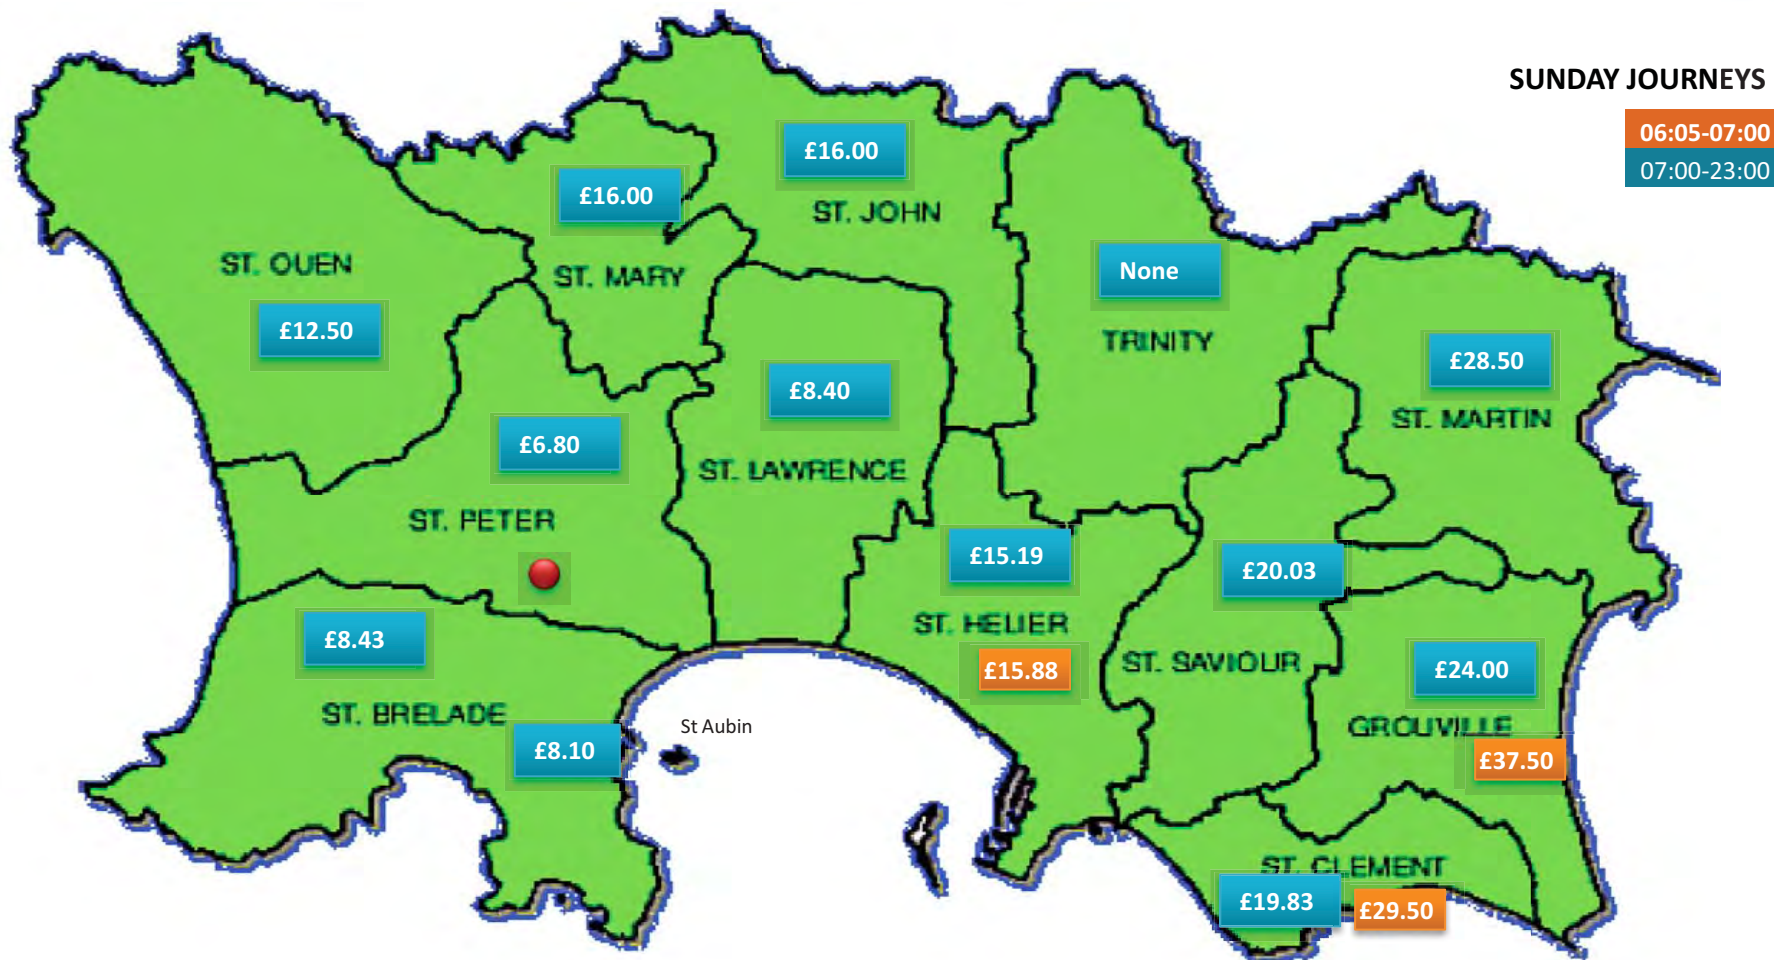 SUNDAY JOURNEYS
06:05-07:00
07:00-23:00
£16.00
ST. JOHN
£16.00
ST. MARY
ST. OUEN
£12.50
None
TRINITY
£28.50
ST. MARTIN
£8.40
ST. LAWRENCE
£6.80
ST. PETER
£15.19
ST. HELIER
£15.88
£20.03
ST. SAVIOUR
£8.43
ST. BRELADE
£8.10
St Aubin
£24.00
GROUVILLE
£37.50
ST. CLEMENT
£19.83
£29.50